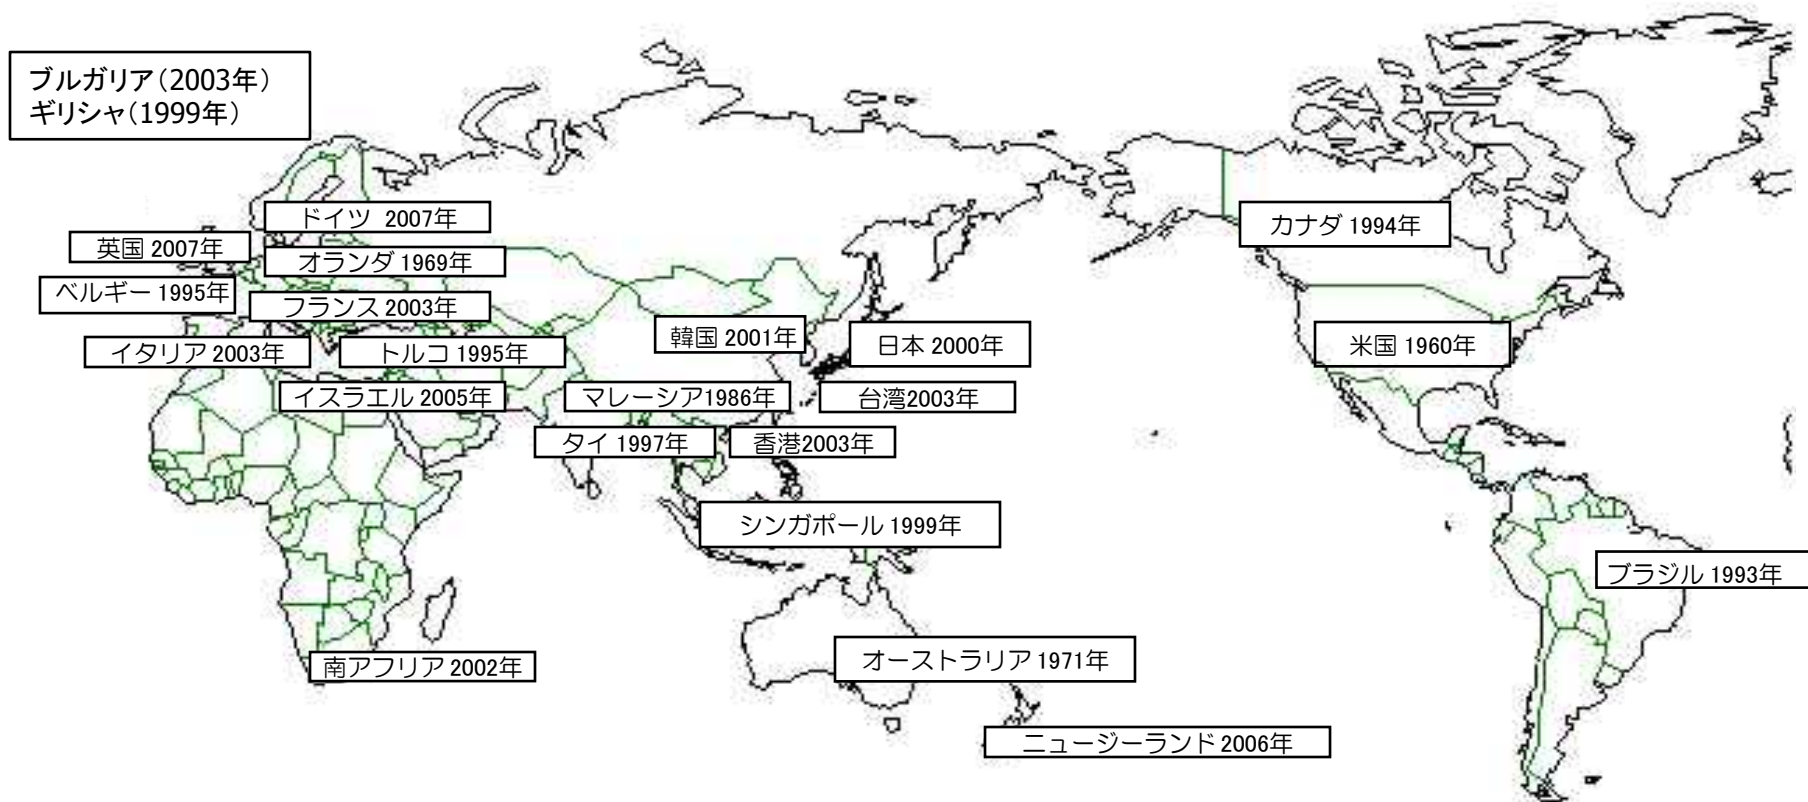 ブルガリア(2003年)
ギリシャ(1999年)
ドイツ 2007年
カナダ 1994年
英国 2007年
オランダ 1969年
ベルギー 1995年
フランス 2003年
韓国 2001年
日本 2000年
米国 1960年
イタリア 2003年
トルコ 1995年
イスラエル 2005年
マレーシア1986年
台湾2003年
タイ 1997年
香港2003年
シンガポール 1999年
ブラジル 1993年
南アフリア 2002年
オーストラリア 1971年
ニュージーランド 2006年